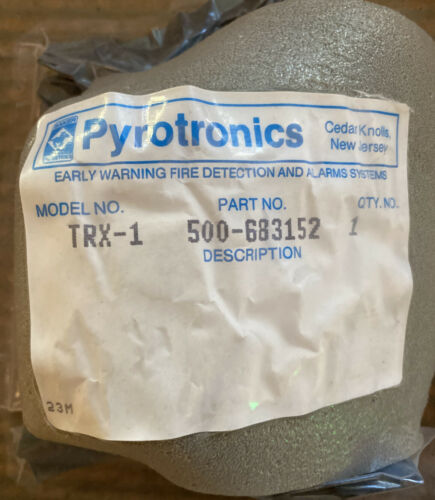 Pyrotronics
Cedar Knolls,
New Jersey
EARLY WARNING FIRE DETECTION AND ALARMS SYSTEMS
MODEL NO. PART NO. QTY. NO.
TRX-1 500-683152 1
DESCRIPTION
23M